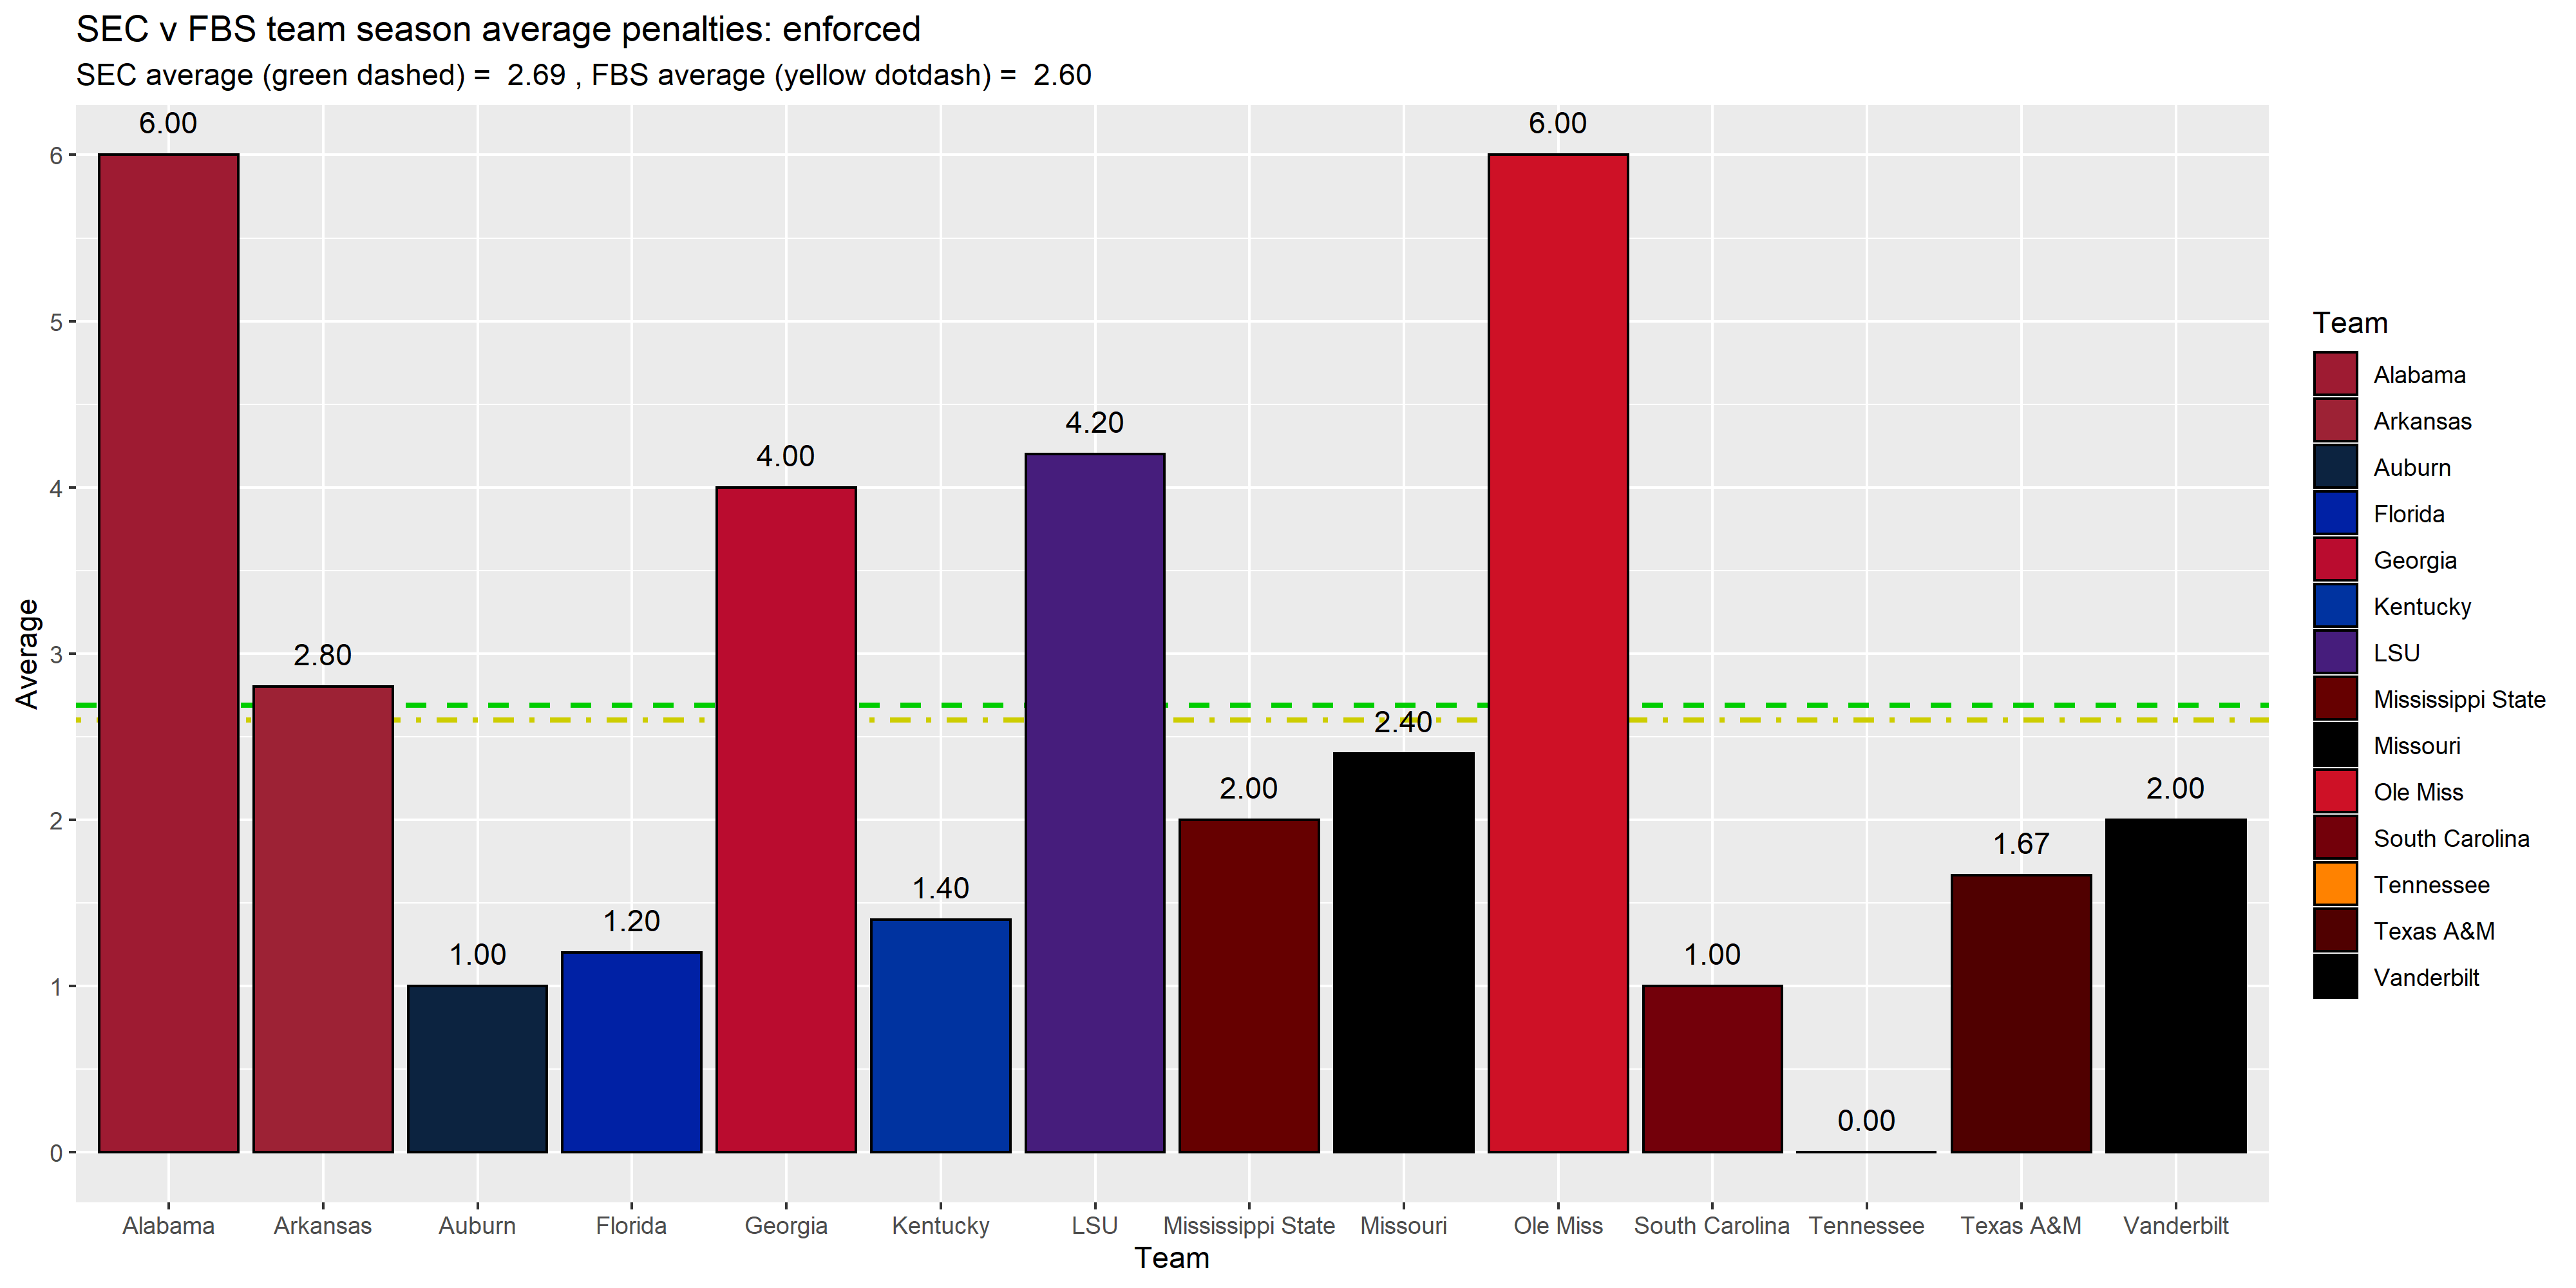 SEC v FBS team season average penalties: enforced
SEC average (green dashed) =  2.69 , FBS average (yellow dotdash) =  2.60
Average
6
5
4
3
2
1
0
6.00
2.80
1.00
1.20
4.00
1.40
4.20
2.00
2.40
6.00
1.00
0.00
1.67
2.00
Alabama
Arkansas
Auburn
Florida
Georgia
Kentucky
LSU
Mississippi State
Missouri
Ole Miss
South Carolina
Tennessee
Texas A&M
Vanderbilt
Team
Team
Alabama
Arkansas
Auburn
Florida
Georgia
Kentucky
LSU
Mississippi State
Missouri
Ole Miss
South Carolina
Tennessee
Texas A&M
Vanderbilt